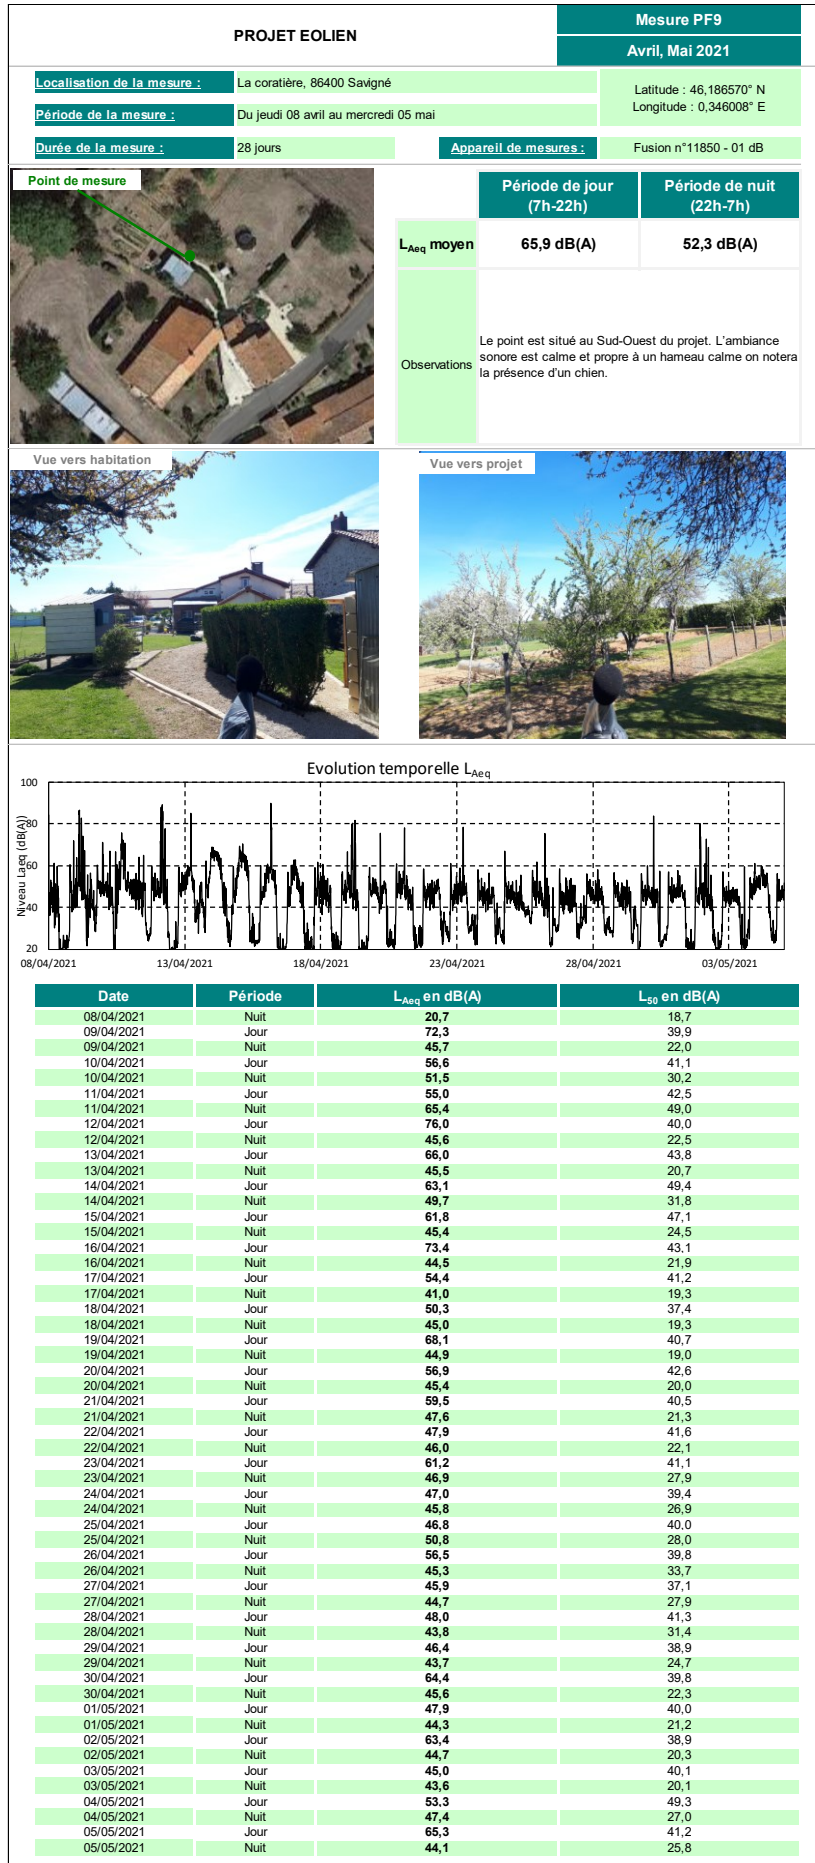 PROJET EOLIEN
Mesure PF9
Avril, Mai 2021
Localisation de la mesure : La coratière, 86400 Savigné
Latitude : 46,186570° N
Longitude : 0,346008° E
Période de la mesure : Du jeudi 08 avril au mercredi 05 mai
Durée de la mesure : 28 jours Appareil de mesures : Fusion n°11850 - 01 dB
Point de mesure
Période de jour (7h-22h) Période de nuit (22h-7h)
LAeq moyen 65,9 dB(A) 52,3 dB(A)
Observations
Le point est situé au Sud-Ouest du projet. L'ambiance
sonore est calme et propre à un hameau calme on notera
la présence d'un chien.
Vue vers habitation
Vue vers projet
Evolution temporelle LAeq
Niveau Laeq (dB(A))
100
80
60
40
20
08/04/2021 13/04/2021 18/04/2021 23/04/2021 28/04/2021 03/05/2021
Date Période LAeq en dB(A) L50 en dB(A)
08/04/2021 Nuit 20,7 18,7
09/04/2021 Jour 72,3 39,9
09/04/2021 Nuit 45,7 22,0
10/04/2021 Jour 56,6 41,1
10/04/2021 Nuit 51,5 30,2
11/04/2021 Jour 55,0 42,5
11/04/2021 Nuit 65,4 49,0
12/04/2021 Jour 76,0 40,0
12/04/2021 Nuit 45,6 22,5
13/04/2021 Jour 66,0 43,8
13/04/2021 Nuit 45,5 20,7
14/04/2021 Jour 63,1 49,4
14/04/2021 Nuit 49,7 31,8
15/04/2021 Jour 61,8 47,1
15/04/2021 Nuit 45,4 24,5
16/04/2021 Jour 73,4 43,1
16/04/2021 Nuit 44,5 21,9
17/04/2021 Jour 54,4 41,2
17/04/2021 Nuit 41,0 19,3
18/04/2021 Jour 50,3 37,4
18/04/2021 Nuit 45,0 19,3
19/04/2021 Jour 68,1 40,7
19/04/2021 Nuit 44,9 19,0
20/04/2021 Jour 56,9 42,6
20/04/2021 Nuit 45,4 20,0
21/04/2021 Jour 59,5 40,5
21/04/2021 Nuit 47,6 21,3
22/04/2021 Jour 47,9 41,6
22/04/2021 Nuit 46,0 22,1
23/04/2021 Jour 61,2 41,1
23/04/2021 Nuit 46,9 27,9
24/04/2021 Jour 47,0 39,4
24/04/2021 Nuit 45,8 26,9
25/04/2021 Jour 46,8 40,0
25/04/2021 Nuit 50,8 28,0
26/04/2021 Jour 56,5 39,8
26/04/2021 Nuit 45,3 33,7
27/04/2021 Jour 45,9 37,1
27/04/2021 Nuit 44,7 27,9
28/04/2021 Jour 48,0 41,3
28/04/2021 Nuit 43,8 31,4
29/04/2021 Jour 46,4 38,9
29/04/2021 Nuit 43,7 24,7
30/04/2021 Jour 64,4 39,8
30/04/2021 Nuit 45,6 22,3
01/05/2021 Jour 47,9 40,0
01/05/2021 Nuit 44,3 21,2
02/05/2021 Jour 63,4 38,9
02/05/2021 Nuit 44,7 20,3
03/05/2021 Jour 45,0 40,1
03/05/2021 Nuit 43,6 20,1
04/05/2021 Jour 53,3 49,3
04/05/2021 Nuit 47,4 27,0
05/05/2021 Jour 65,3 41,2
05/05/2021 Nuit 44,1 25,8